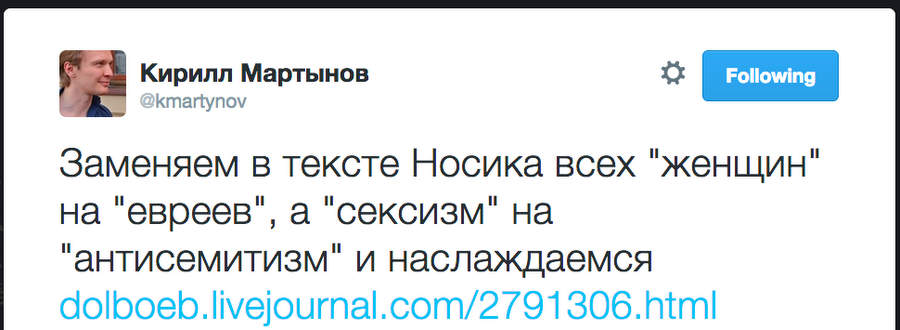 Кирилл Мартынов
@kmartynov
Following
Заменяем в тексте Носика всех "женщин"
на "евреев", а "сексизм" на
"антисемитизм" и наслаждаемся
dolboeb.livejournal.com/2791306.html